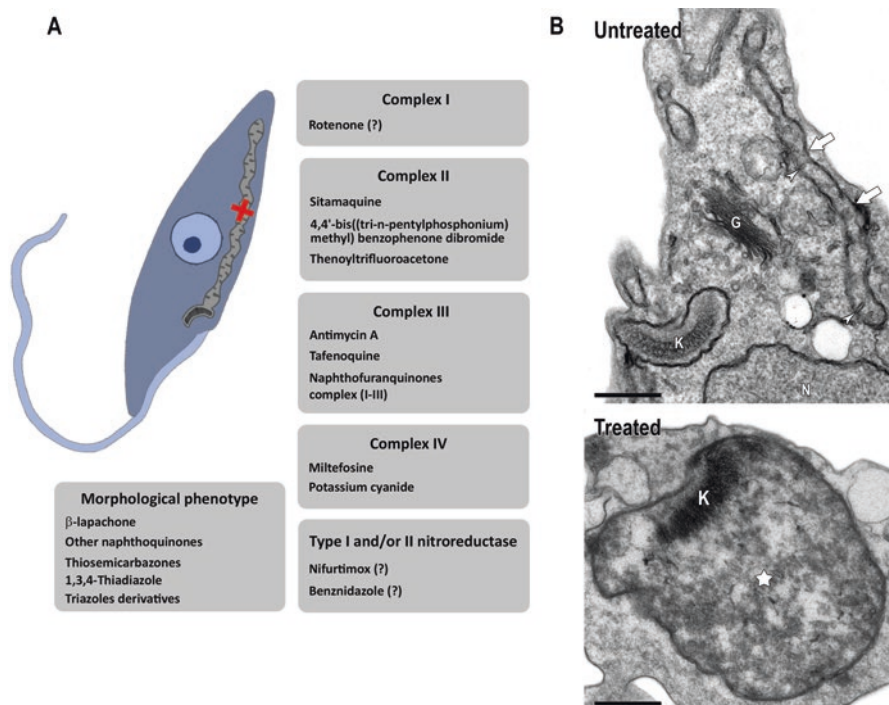 A
Complex I
Rotenone (?)
Complex II
Sitamaquine
4,4'-bis((tri-n-pentylphosphonium)
methyl) benzophenone dibromide
Thenoyltrifluoroacetone
Complex III
Antimycin A
Tafenoquine
Naphthofuranquinones
complex (I-III)
Complex IV
Miltefosine
Potassium cyanide
Morphological phenotype
β-lapachone
Other naphthoquinones
Thiosemicarbazones
1,3,4-Thiadiazole
Triazoles derivatives
Type I and/or II nitroreductase
Nifurtimox (?)
Benznidazole (?)
B
Untreated
G
K
N
Treated
K